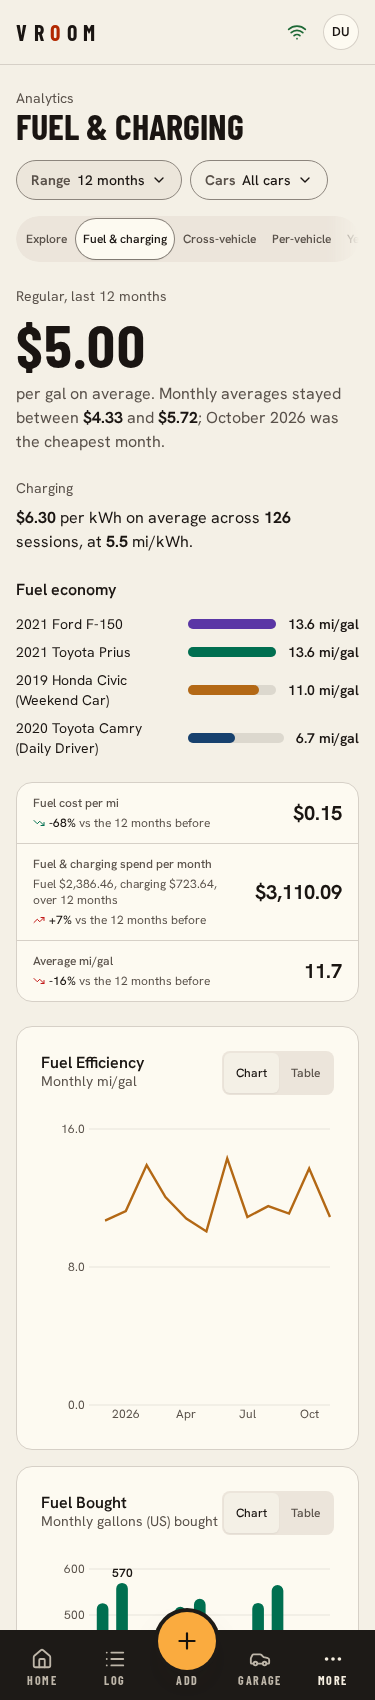 VROOM
DU
Analytics
FUEL & CHARGING
Range 12 months
Cars All cars
Explore
Fuel & charging
Cross-vehicle
Per-vehicle
Regular, last 12 months
$5.00
per gal on average. Monthly averages stayed
between $4.33 and $5.72; October 2026 was
the cheapest month.
Charging
$6.30 per kWh on average across 126
sessions, at 5.5 mi/kWh.
Fuel economy
2021 Ford F-150
13.6 mi/gal
2021 Toyota Prius
13.6 mi/gal
2019 Honda Civic
(Weekend Car)
11.0 mi/gal
2020 Toyota Camry
(Daily Driver)
6.7 mi/gal
Fuel cost per mi
-68% vs the 12 months before
$0.15
Fuel & charging spend per month
Fuel $2,386.46, charging $723.64,
over 12 months
+7% vs the 12 months before
$3,110.09
Average mi/gal
-16% vs the 12 months before
11.7
Fuel Efficiency
Monthly mi/gal
Chart
Table
16.0
8.0
0.0
2026
Apr
Jul
Oct
Fuel Bought
Monthly gallons (US) bought
Chart
Table
600
570
500
HOME
LOG
ADD
GARAGE
MORE